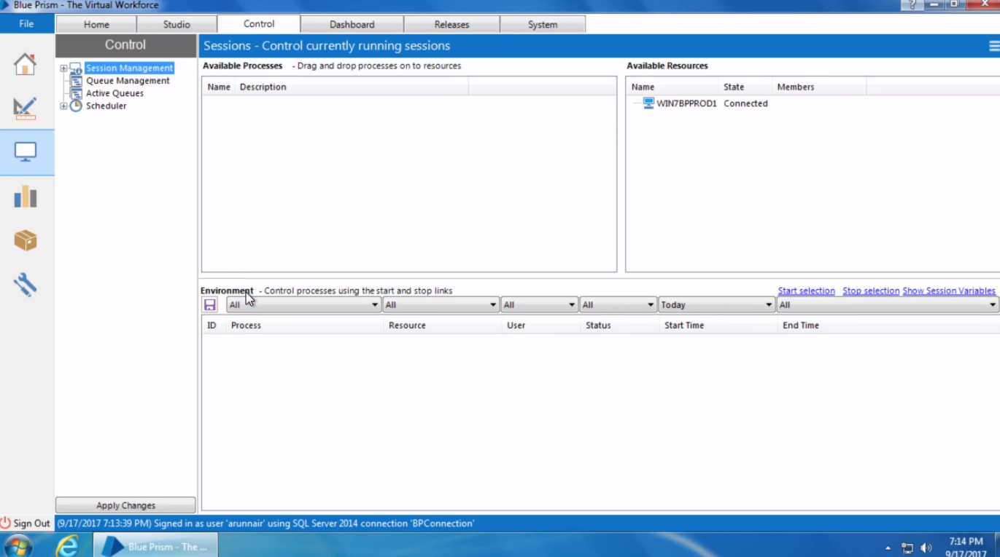 Blue Prism - The Virtual Workforce
File Home Studio Control Dashboard Releases System
Control
Sessions - Control currently running sessions
Session Management
Queue Management
Active Queues
Scheduler
Available Processes - Drag and drop processes on to resources
Name Description
Available Resources
Name State Members
WIN7BPPROD1 Connected
Environment - Control processes using the start and stop links
Start selection Stop selection Show Session Variables
All All All All Today All
ID Process Resource User Status Start Time End Time
Apply Changes
Sign Out (9/17/2017 7:13:39 PM) Signed in as user 'arunnair' using SQL Server 2014 connection 'BPConnection'
Blue Prism - The ...
7:14 PM
9/17/2017